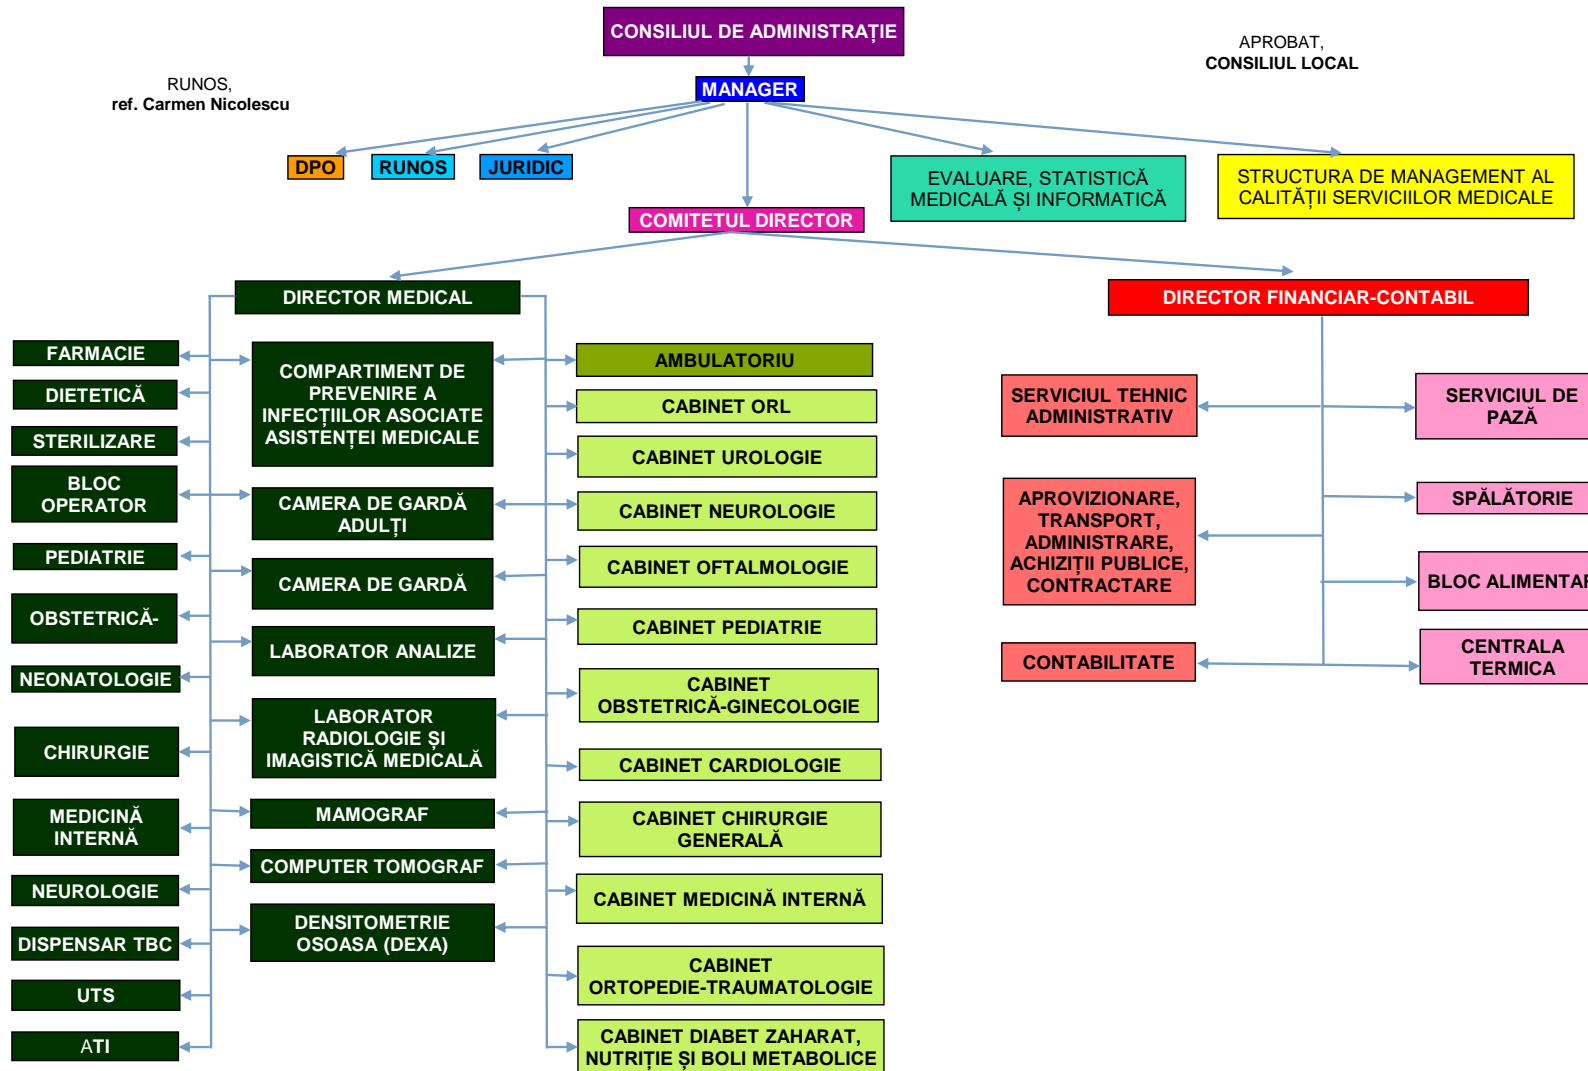 CONSILIUL DE ADMINISTRAȚIE
APROBAT,
CONSILIUL LOCAL
RUNOS,
ref. Carmen Nicolescu
MANAGER
DPO
RUNOS
JURIDIC
EVALUARE, STATISTICĂ
MEDICALĂ ȘI INFORMATICĂ
STRUCTURA DE MANAGEMENT AL
CALITĂȚII SERVICIILOR MEDICALE
COMITETUL DIRECTOR
DIRECTOR MEDICAL
DIRECTOR FINANCIAR-CONTABIL
FARMACIE
DIETETICĂ
STERILIZARE
BLOC
OPERATOR
PEDIATRIE
OBSTETRICĂ-
NEONATOLOGIE
CHIRURGIE
MEDICINĂ
INTERNĂ
NEUROLOGIE
DISPENSAR TBC
UTS
ATI
COMPARTIMENT DE
PREVENIRE A
INFECȚIILOR ASOCIATE
ASISTENȚEI MEDICALE
CAMERA DE GARDĂ
ADULȚI
CAMERA DE GARDĂ
LABORATOR ANALIZE
LABORATOR
RADIOLOGIE ȘI
IMAGISTICĂ MEDICALĂ
MAMOGRAF
COMPUTER TOMOGRAF
DENSITOMETRIE
OSOASA (DEXA)
AMBULATORIU
CABINET ORL
CABINET UROLOGIE
CABINET NEUROLOGIE
CABINET OFTALMOLOGIE
CABINET PEDIATRIE
CABINET
OBSTETRICĂ-GINECOLOGIE
CABINET CARDIOLOGIE
CABINET CHIRURGIE
GENERALĂ
CABINET MEDICINĂ INTERNĂ
CABINET
ORTOPEDIE-TRAUMATOLOGIE
CABINET DIABET ZAHARAT,
NUTRIȚIE ȘI BOLI METABOLICE
SERVICIUL TEHNIC
ADMINISTRATIV
APROVIZIONARE,
TRANSPORT,
ADMINISTRARE,
ACHIZIȚII PUBLICE,
CONTRACTARE
CONTABILITATE
SERVICIUL DE
PAZĂ
SPĂLĂTORIE
BLOC ALIMENTAR
CENTRALA
TERMICA